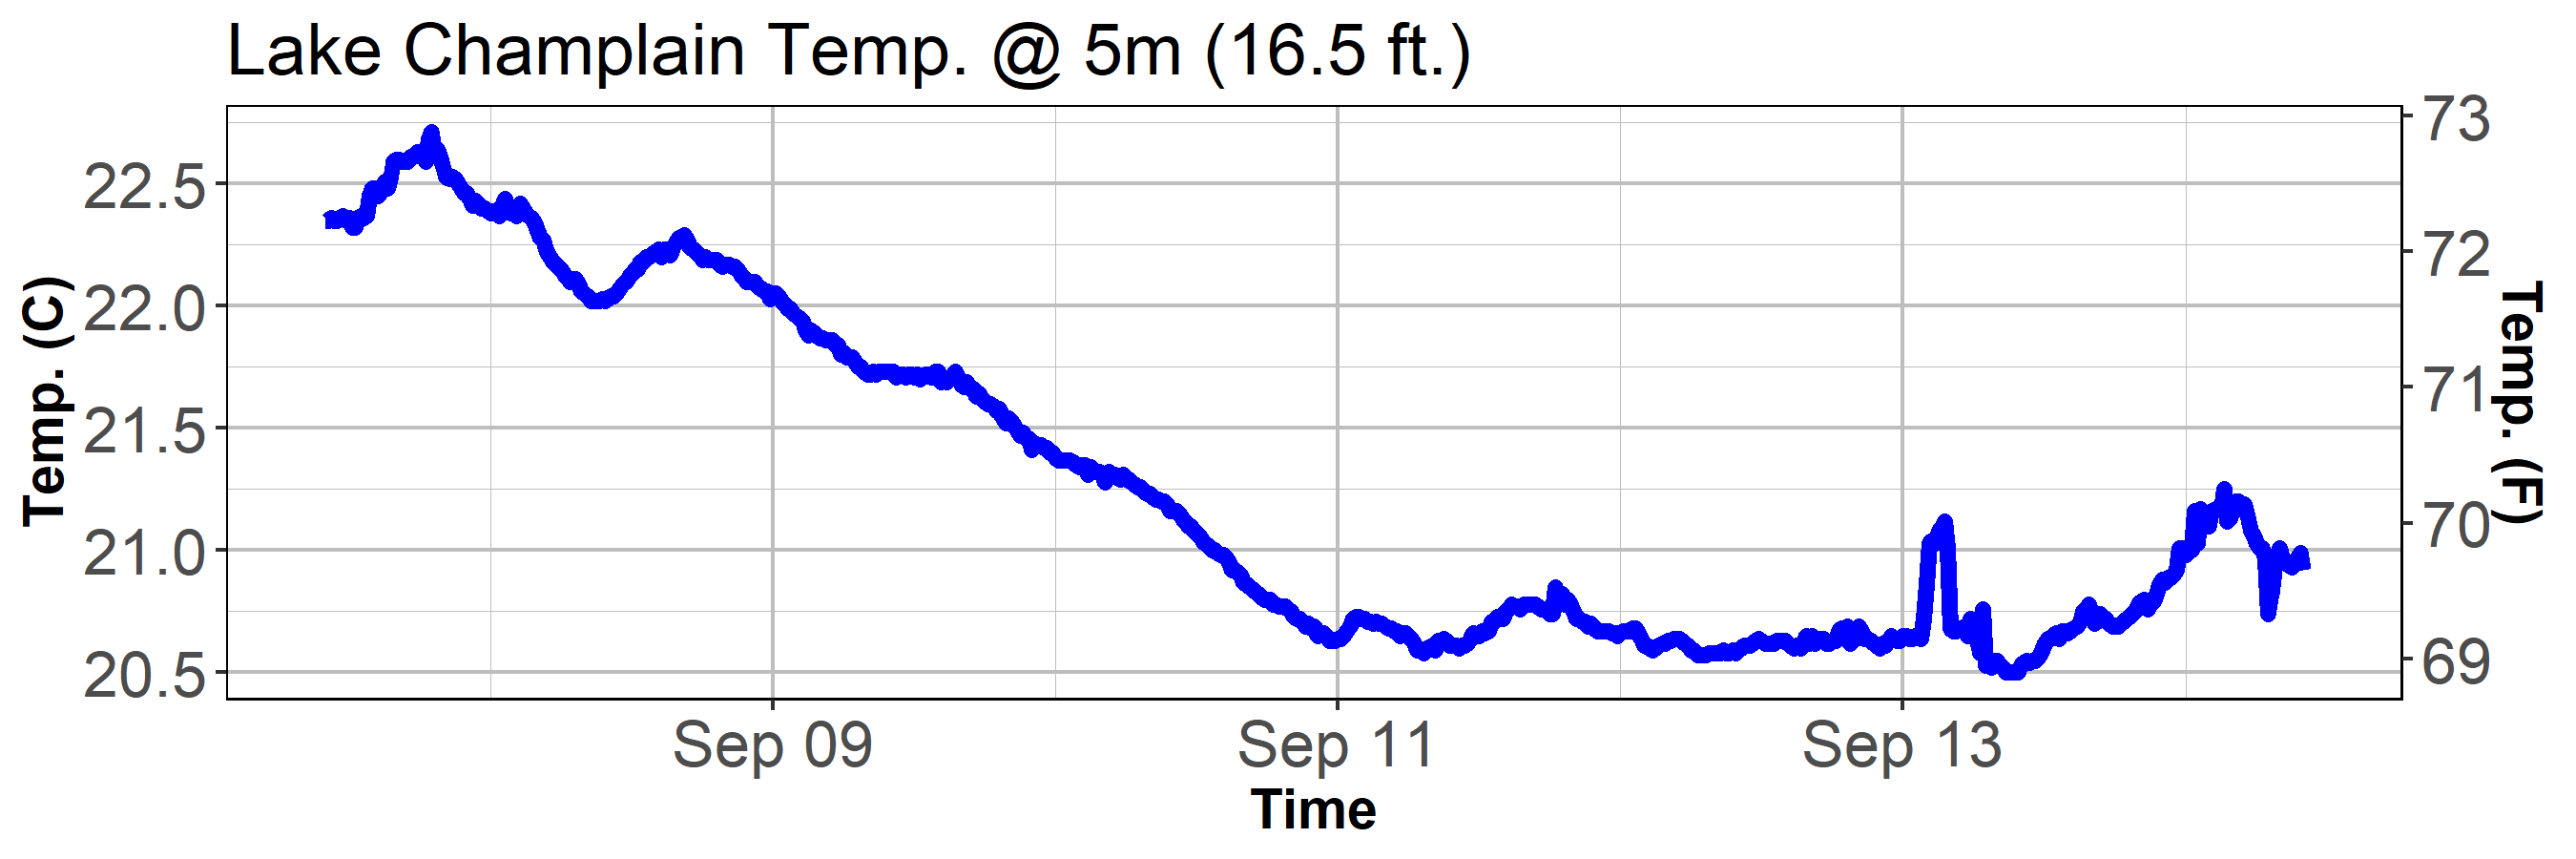 Lake Champlain Temp. @ 5m (16.5 ft.)
Temp. (C)
22.5
22.0
21.5
21.0
20.5
73
72
71
70
69
Temp. (F)
Sep 09
Sep 11
Sep 13
Time